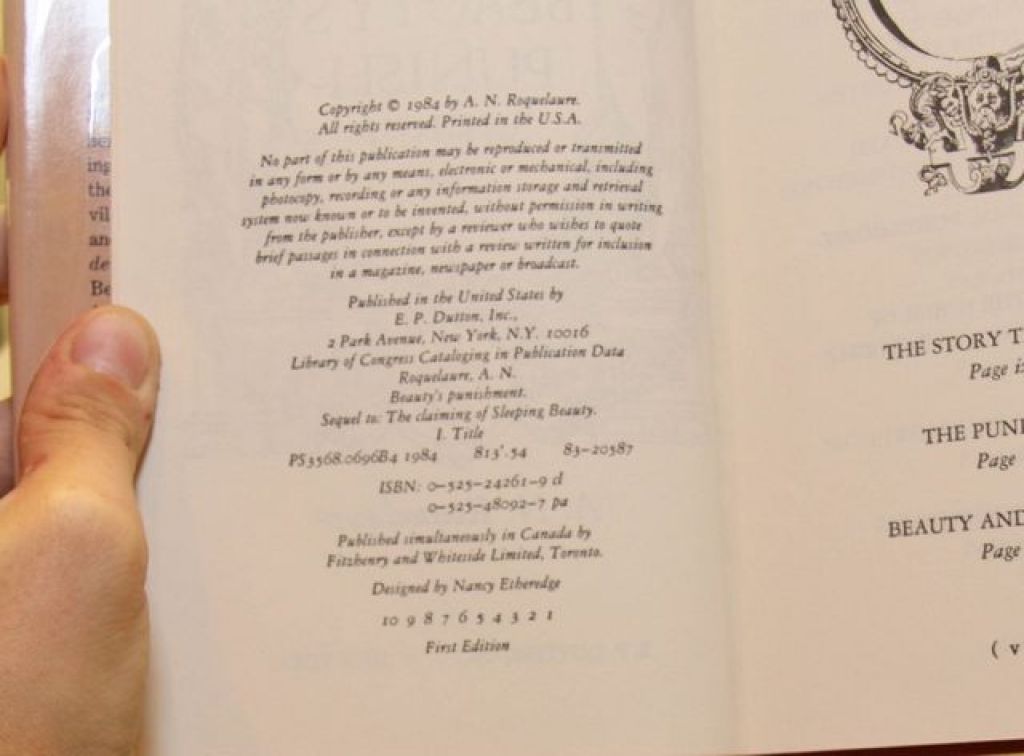 ing
the
vil
an
de
Be
Copyright © 1984 by A. N. Roquelaure.
All rights reserved. Printed in the U.S.A.
No part of this publication may be reproduced or transmitted
in any form or by any means, electronic or mechanical, including
photocopy, recording or any information storage and retrieval
system now known or to be invented, without permission in writing
from the publisher, except by a reviewer who wishes to quote
brief passages in connection with a review written for inclusion
in a magazine, newspaper or broadcast.
Published in the United States by
E. P. Dutton, Inc.,
2 Park Avenue, New York, N.Y. 10016
Library of Congress Cataloging in Publication Data
Roquelaure, A. N.
Beauty's punishment.
Sequel to: The claiming of Sleeping Beauty.
I. Title
PS3568.0696B4 1984 813'.54 83-20587
ISBN: 0-525-24261-9 cl
0-525-48092-7 pa
Published simultaneously in Canada by
Fitzhenry and Whiteside Limited, Toronto.
Designed by Nancy Etheredge
10 9 8 7 6 5 4 3 2 1
First Edition
THE STORY T
Page i
THE PUN
Page
BEAUTY AND
Page
( v